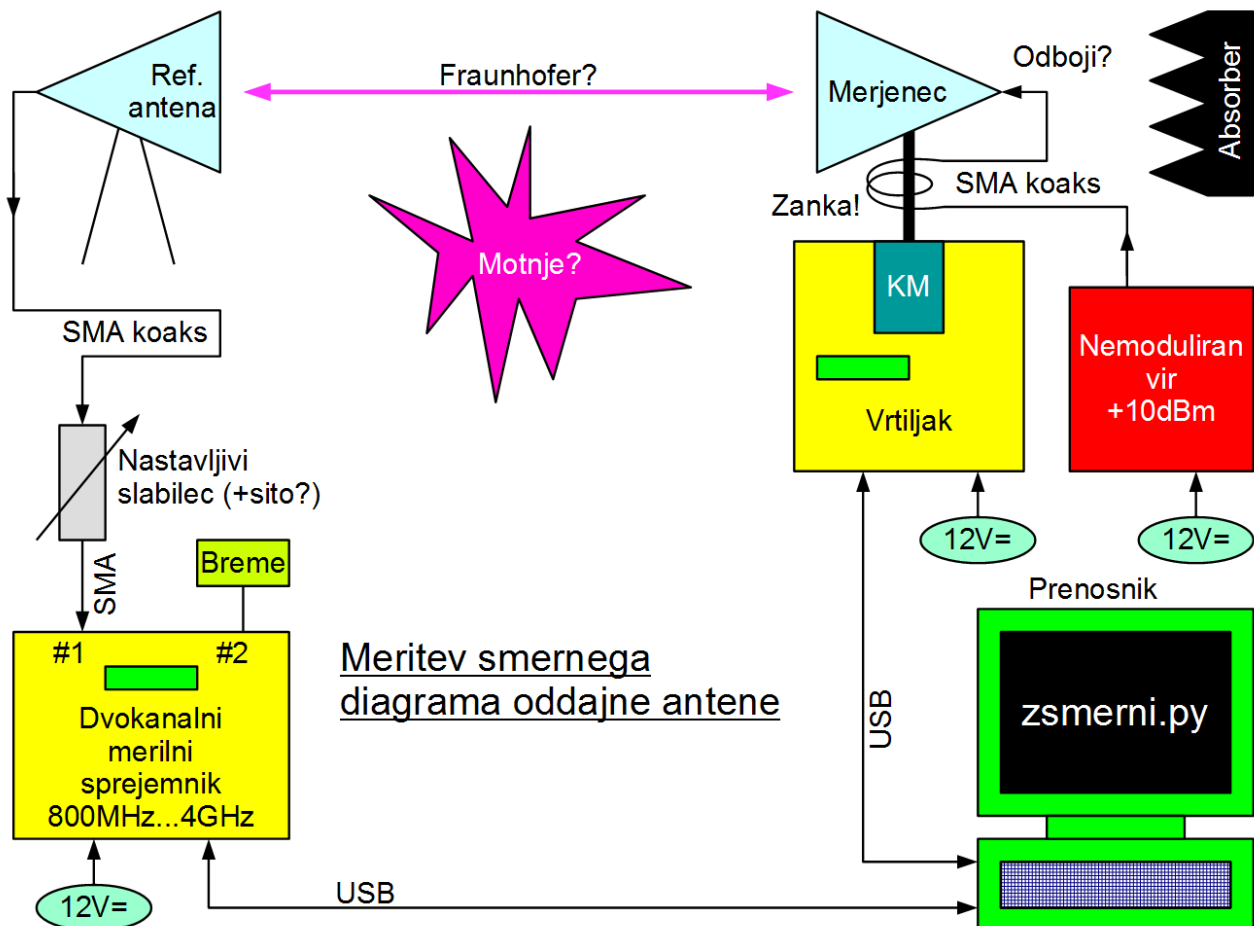 Ref.
antena
Fraunhofer?
Merjenec
Odboji?
Absorber
SMA koaks
Zanka!
Motnje?
KM
SMA koaks
Nemoduliran
vir
+10dBm
Vrtiljak
Nastavljivi
slabilec (+sito?)
SMA
Breme
12V=
12V=
Prenosnik
#1
#2
Meritev smernega
diagrama oddajne antene
Dvokanalni
merilni
sprejemnik
800MHz...4GHz
USB
zsmerni.py
12V=
USB